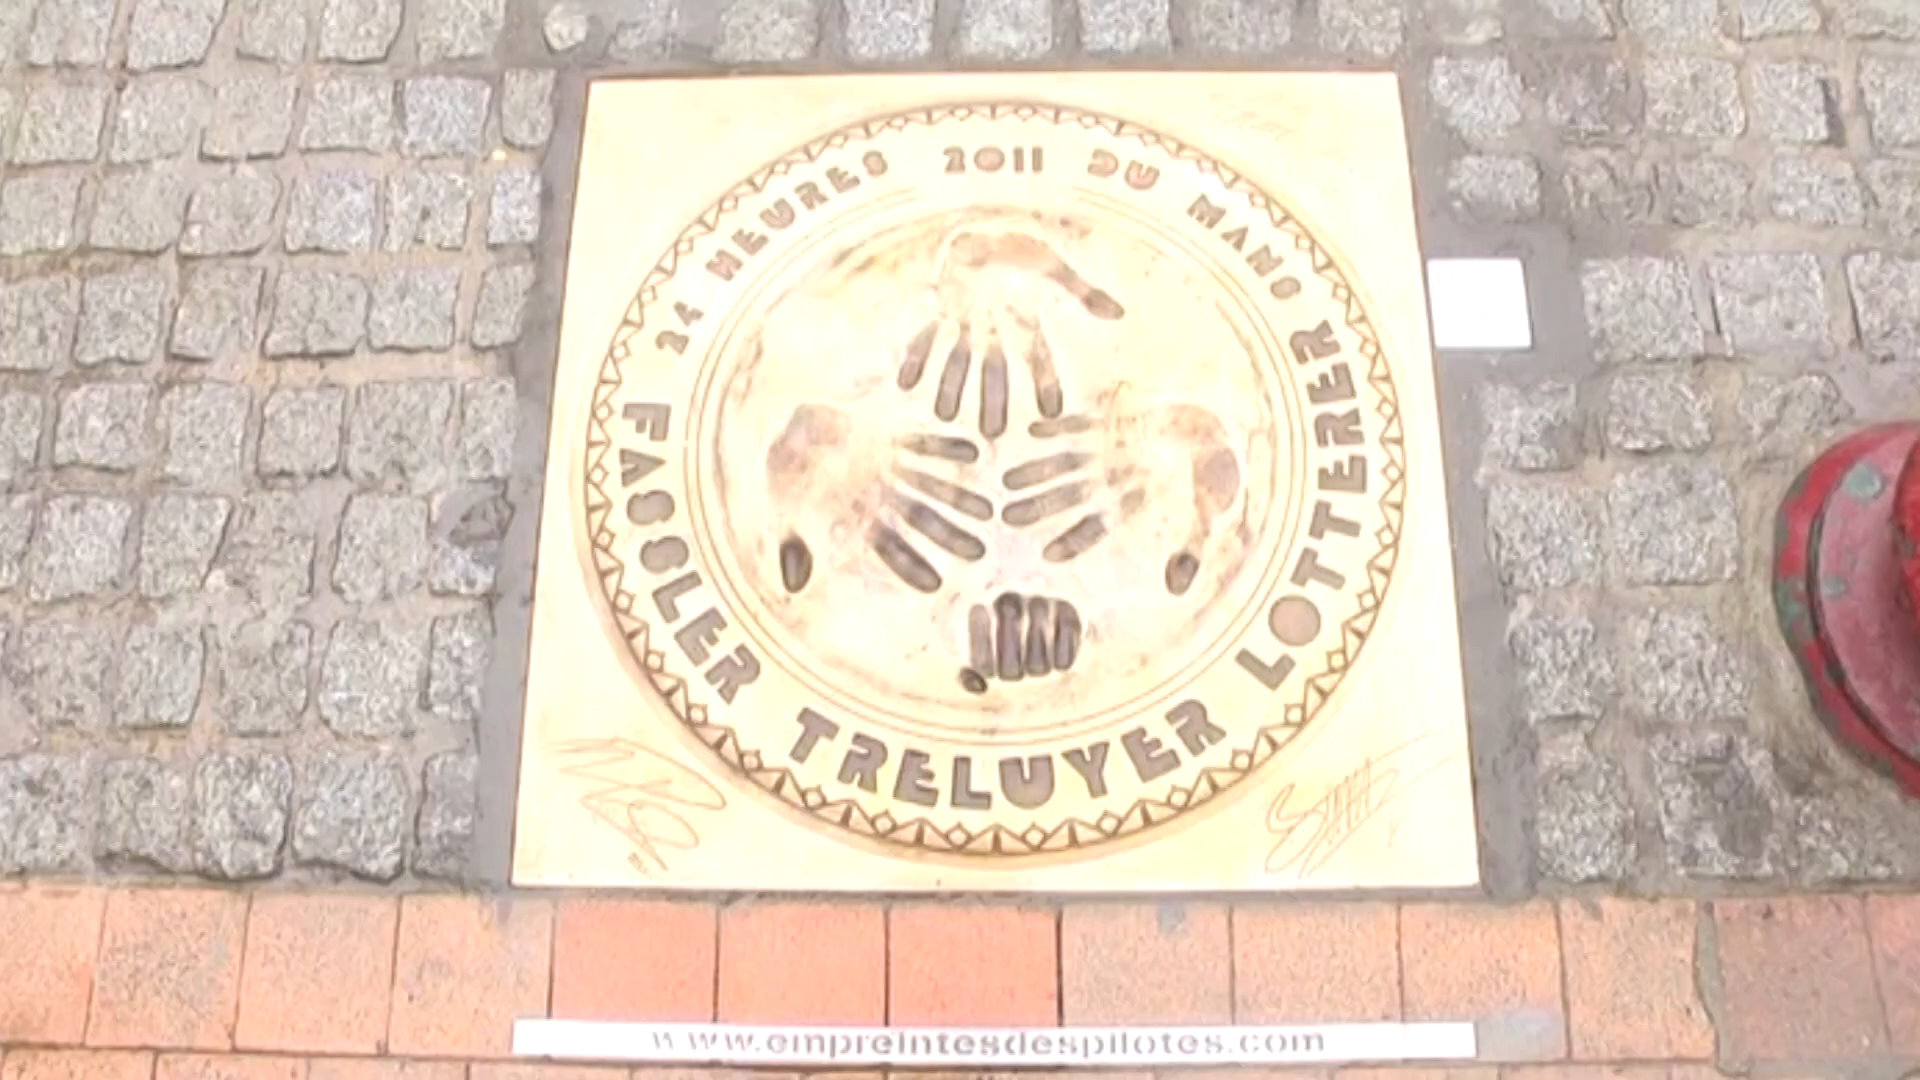 24 HEURES 2011 DU MANS
FASSLER TRELUYER LOTTERER
www.empreintesdespilotes.com